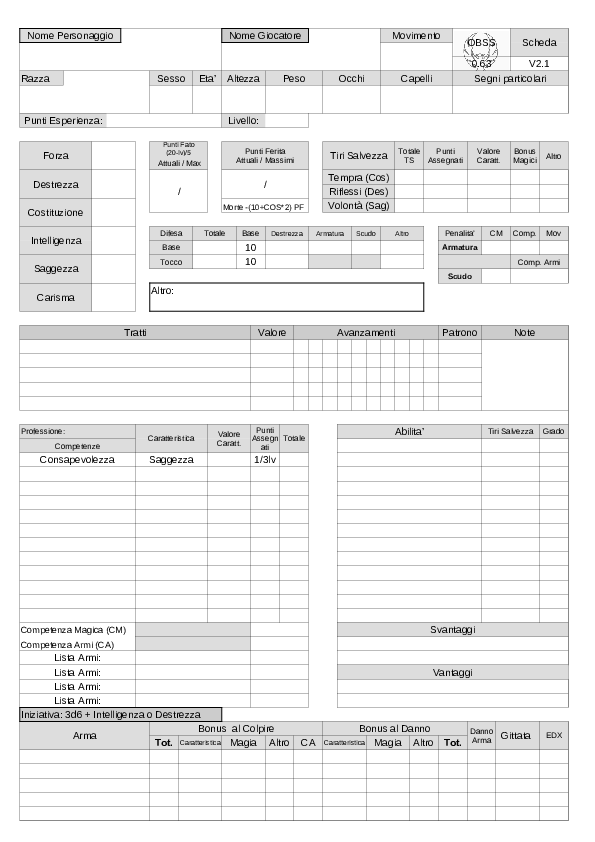 Nome Personaggio Nome Giocatore Movimento OBSS Scheda
0.63 V2.1
Razza Sesso Eta' Altezza Peso Occhi Capelli Segni particolari
Punti Esperienza: Livello:
Forza
Destrezza
Costituzione
Intelligenza
Saggezza
Carisma
Punti Fato
(20-lv)/5
Attuali / Max
/
Punti Ferita
Attuali / Massimi
/
Morte -(10+COS*2) PF
Tiri Salvezza Totale TS Punti Assegnati Valore Caratt. Bonus Magici Altro
Tempra (Cos)
Riflessi (Des)
Volontà (Sag)
Difesa Totale Base Destrezza Armatura Scudo Altro
Base 10
Tocco 10
Penalita' CM Comp. Mov
Armatura
Comp. Armi
Scudo
Altro:
Tratti Valore Avanzamenti Patrono Note
Professione:
Competenze Caratteristica Valore Caratt. Punti Assegn ati Totale
Consapevolezza Saggezza 1/3lv
Abilita' Tiri Salvezza Grado
Competenza Magica (CM)
Competenza Armi (CA)
Lista Armi:
Lista Armi:
Lista Armi:
Lista Armi:
Svantaggi
Vantaggi
Iniziativa: 3d6 + Intelligenza o Destrezza
Arma Bonus al Colpire Bonus al Danno Danno Arma Gittata EDX
Tot. Caratteristica Magia Altro CA Caratteristica Magia Altro Tot.